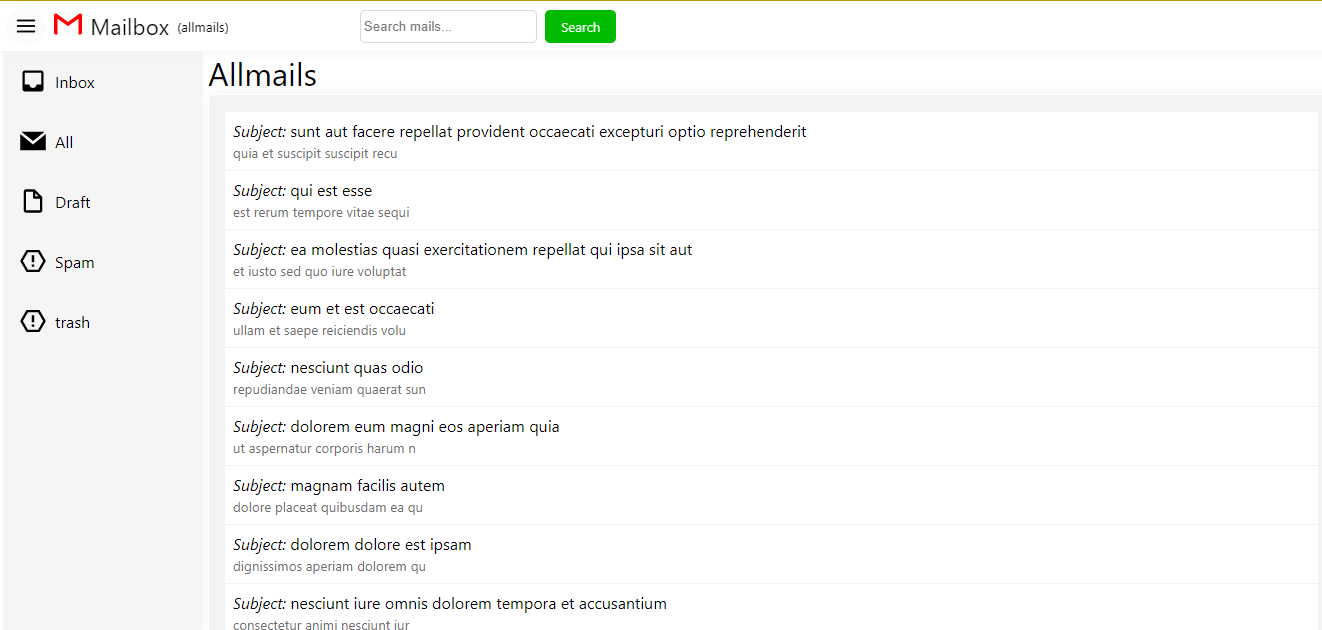 Mailbox (allmails)
Search mails...
Search
Inbox
All
Draft
Spam
trash
Allmails
Subject: sunt aut facere repellat provident occaecati excepturi optio reprehenderit
quia et suscipit suscipit recu
Subject: qui est esse
est rerum tempore vitae sequi
Subject: ea molestias quasi exercitationem repellat qui ipsa sit aut
et iusto sed quo iure voluptat
Subject: eum et est occaecati
ullam et saepe reiciendis volu
Subject: nesciunt quas odio
repudiandae veniam quaerat sun
Subject: dolorem eum magni eos aperiam quia
ut aspernatur corporis harum n
Subject: magnam facilis autem
dolore placeat quibusdam ea qu
Subject: dolorem dolore est ipsam
dignissimos aperiam dolorem qu
Subject: nesciunt iure omnis dolorem tempora et accusantium
consectetur animi nesciunt iur